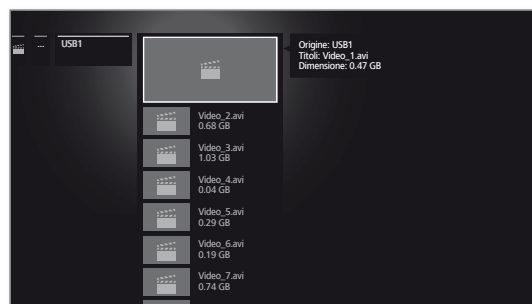 ...
USB1
Origine: USB1
Titoli: Video_1.avi
Dimensione: 0.47 GB
Video_2.avi
0.68 GB
Video_3.avi
1.03 GB
Video_4.avi
0.04 GB
Video_5.avi
0.29 GB
Video_6.avi
0.19 GB
Video_7.avi
0.74 GB